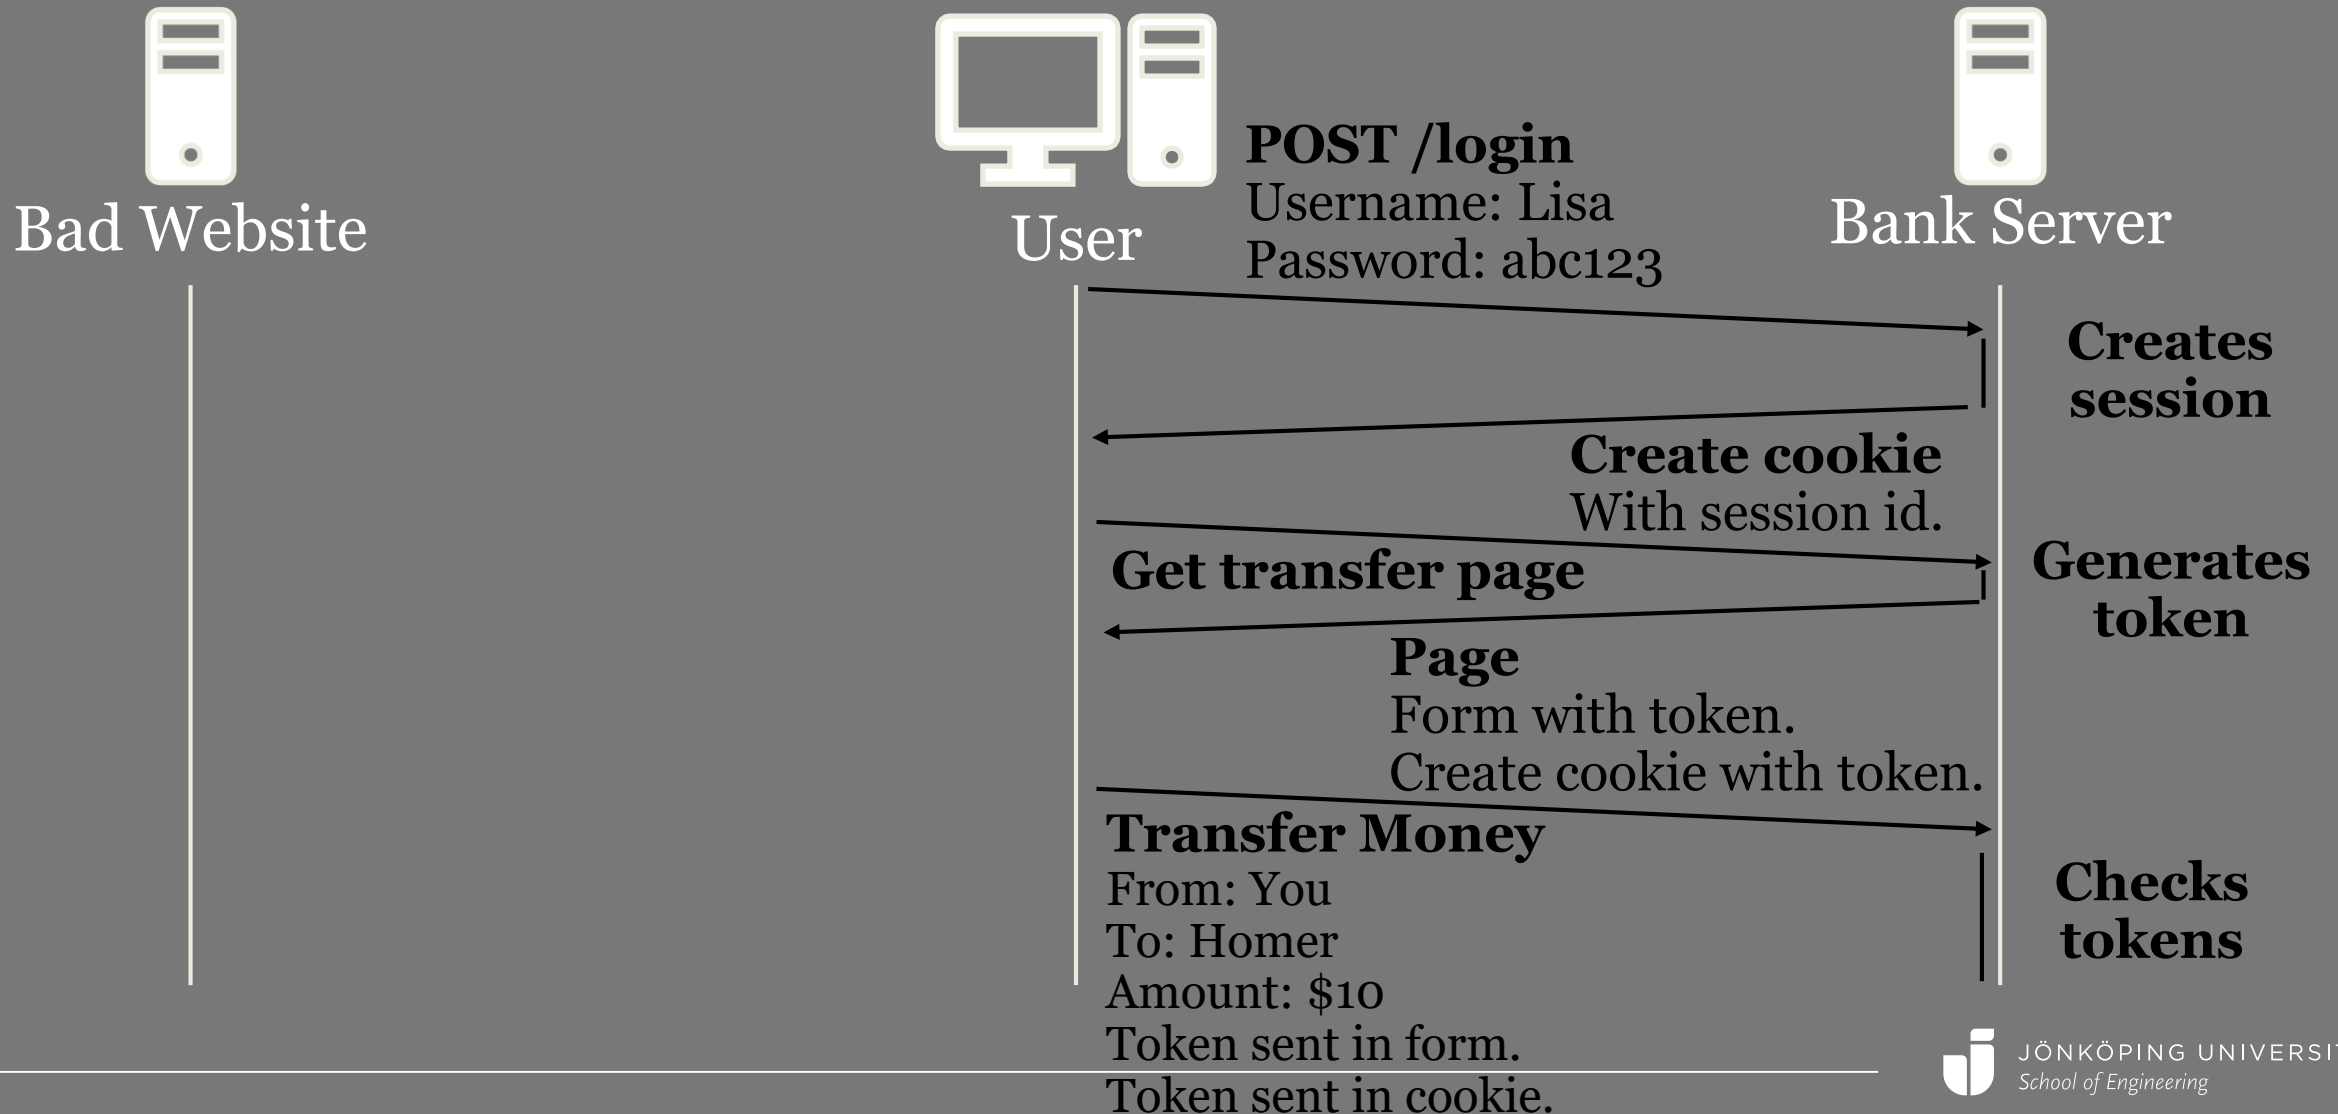 Bad Website
User
Bank Server
POST /login
Username: Lisa
Password: abc123
Creates
session
Create cookie
With session id.
Get transfer page
Generates
token
Page
Form with token.
Create cookie with token.
Transfer Money
From: You
To: Homer
Amount: $10
Token sent in form.
Token sent in cookie.
Checks
tokens
JÖNKÖPING UNIVERSI
School of Engineering